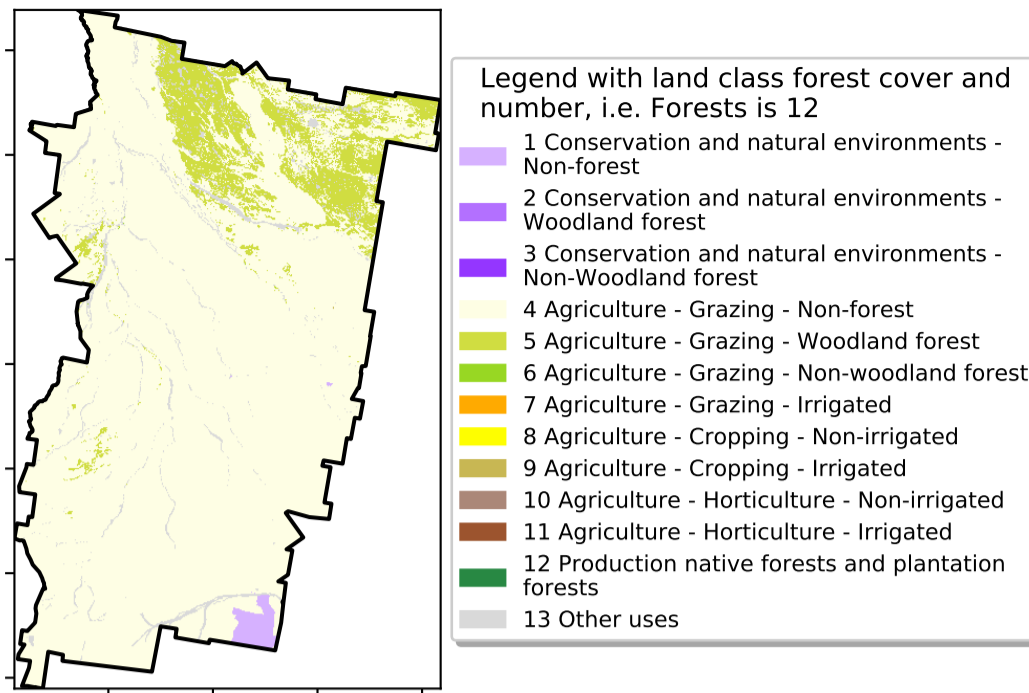 Legend with land class forest cover and
number, i.e. Forests is 12
1 Conservation and natural environments -
Non-forest
2 Conservation and natural environments -
Woodland forest
3 Conservation and natural environments -
Non-Woodland forest
4 Agriculture - Grazing - Non-forest
5 Agriculture - Grazing - Woodland forest
6 Agriculture - Grazing - Non-woodland forest
7 Agriculture - Grazing - Irrigated
8 Agriculture - Cropping - Non-irrigated
9 Agriculture - Cropping - Irrigated
10 Agriculture - Horticulture - Non-irrigated
11 Agriculture - Horticulture - Irrigated
12 Production native forests and plantation
forests
13 Other uses